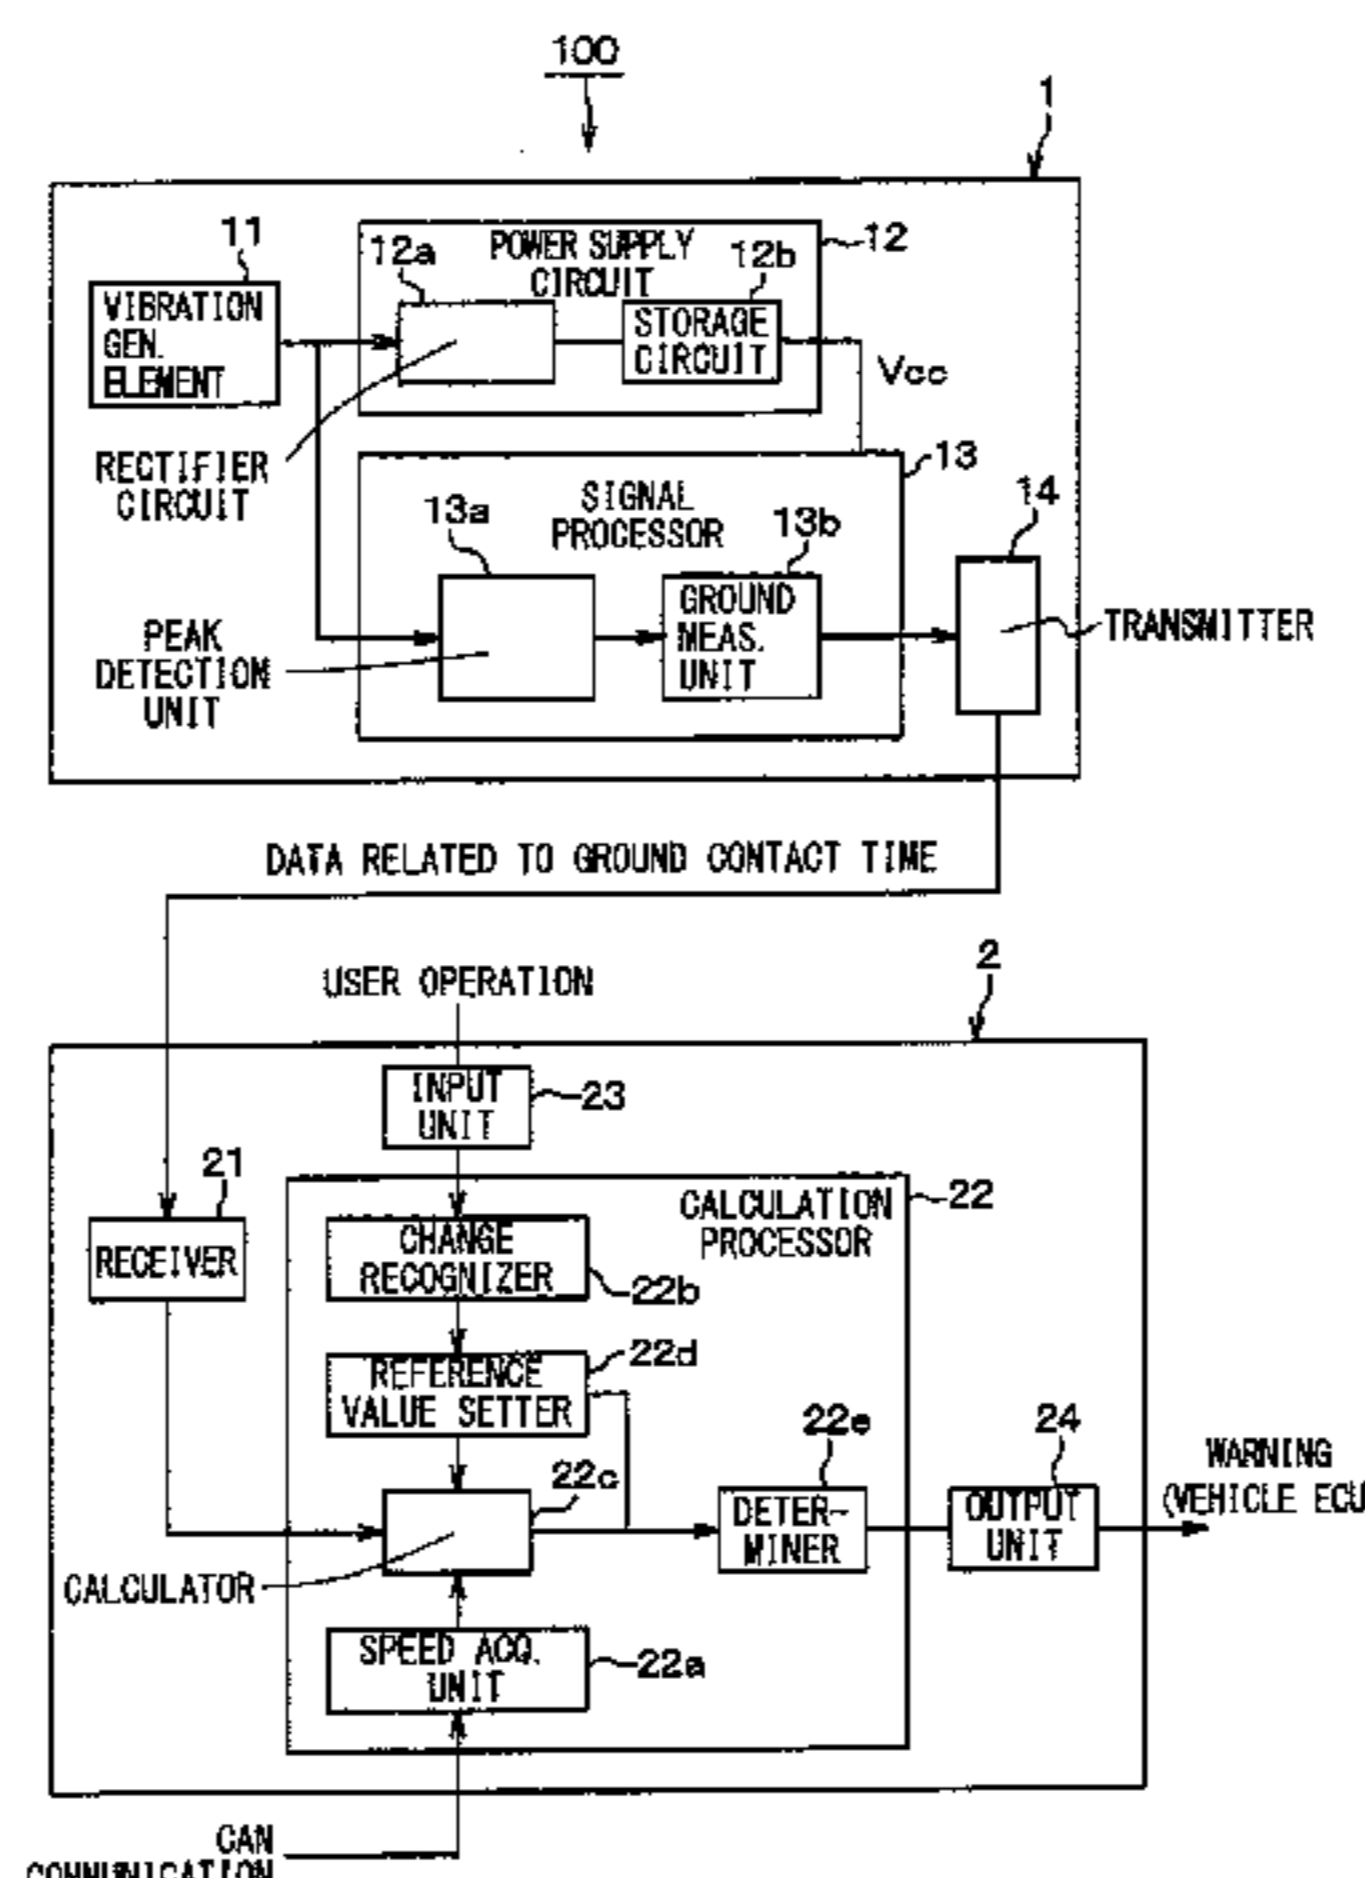 100
1
11
12a
POWER SUPPLY
CIRCUIT
12b
12
VIBRATION
GEN.
ELEMENT
STORAGE
CIRCUIT
Vcc
RECTIFIER
CIRCUIT
13
13a
SIGNAL
PROCESSOR
13b
14
GROUND
MEAS.
UNIT
PEAK
DETECTION
UNIT
TRANSMITTER
DATA RELATED TO GROUND CONTACT TIME
USER OPERATION
2
INPUT
UNIT
23
21
RECEIVER
CALCULATION
PROCESSOR
22
CHANGE
RECOGNIZER
22b
REFERENCE
VALUE SETTER
22d
22c
22e
24
DETER-
MINER
OUTPUT
UNIT
WARNING
(VEHICLE ECU
CALCULATOR
SPEED ACQ.
UNIT
22a
CAN
COMMUNICATION